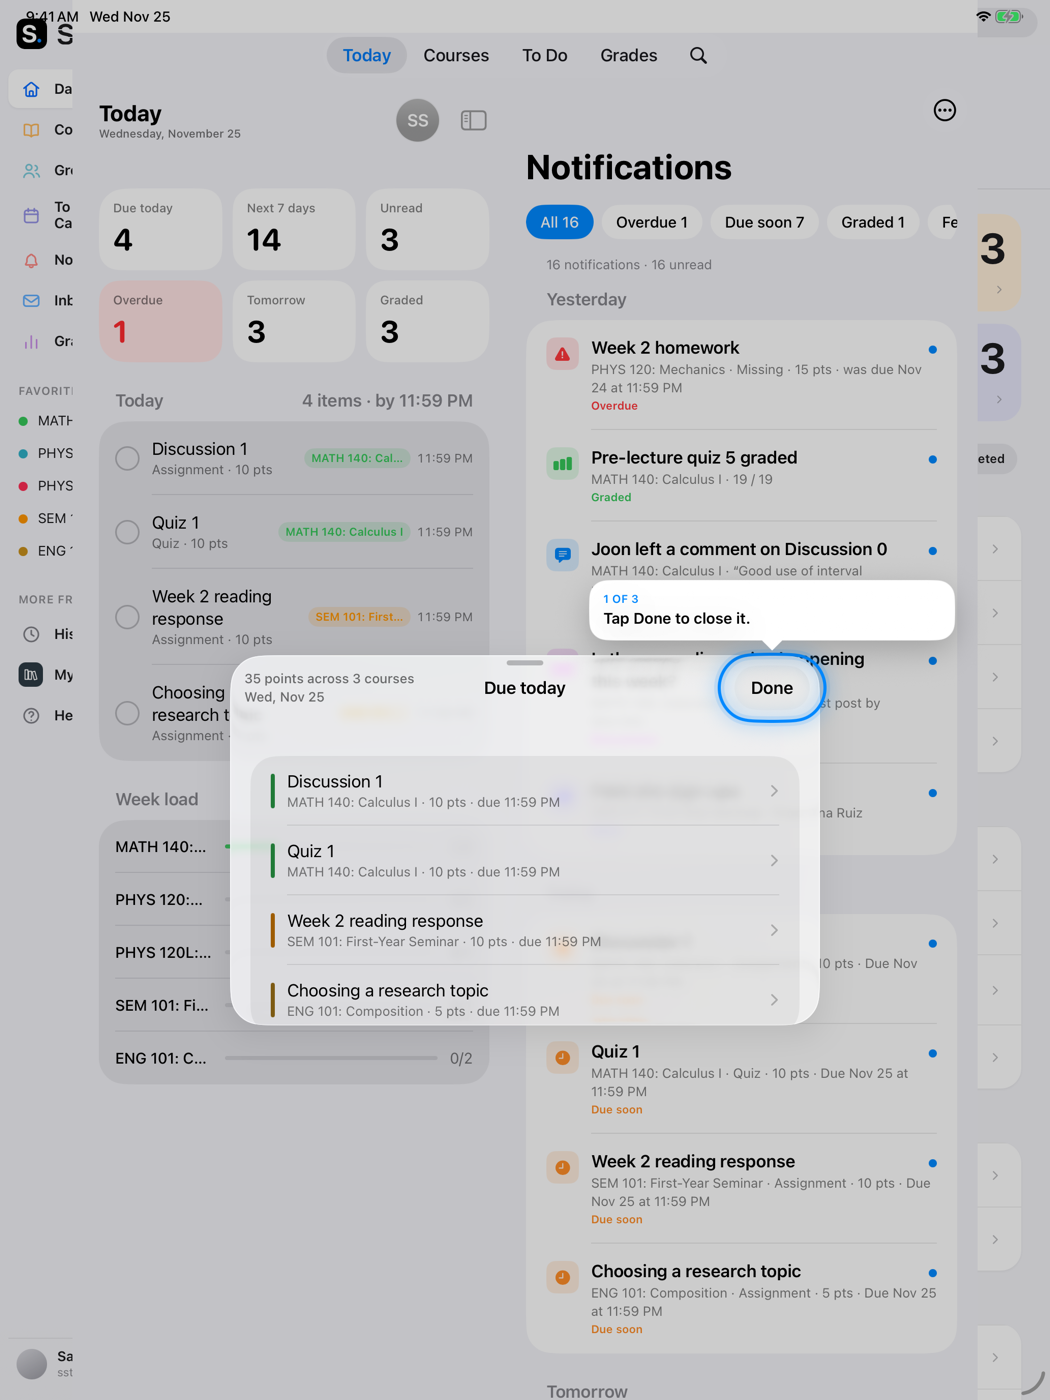 9:41 AM Wed Nov 25
S.
Today
Courses
To Do
Grades
Today
Wednesday, November 25
SS
Due today
4
Next 7 days
14
Unread
3
Overdue
1
Tomorrow
3
Graded
3
Today
4 items · by 11:59 PM
Discussion 1
Assignment · 10 pts
MATH 140: Cal...
11:59 PM
Quiz 1
Quiz · 10 pts
MATH 140: Calculus I
11:59 PM
Week 2 reading
response
Assignment · 10 pts
SEM 101: First...
11:59 PM
Choosing
research t
Assignment ·
Week load
MATH 140:...
PHYS 120:...
PHYS 120L:...
SEM 101: Fi...
ENG 101: C...
0/2
Notifications
All 16
Overdue 1
Due soon 7
Graded 1
Fe
16 notifications · 16 unread
Yesterday
Week 2 homework
PHYS 120: Mechanics · Missing · 15 pts · was due Nov
24 at 11:59 PM
Overdue
Pre-lecture quiz 5 graded
MATH 140: Calculus I · 19 / 19
Graded
Joon left a comment on Discussion 0
MATH 140: Calculus I · “Good use of interval
1 OF 3
Tap Done to close it.
35 points across 3 courses
Wed, Nov 25
Due today
Done
Discussion 1
MATH 140: Calculus I · 10 pts · due 11:59 PM
Quiz 1
MATH 140: Calculus I · 10 pts · due 11:59 PM
Week 2 reading response
SEM 101: First-Year Seminar · 10 pts · due 11:59 PM
Choosing a research topic
ENG 101: Composition · 5 pts · due 11:59 PM
post by
Ruiz
10 pts · Due Nov
Quiz 1
MATH 140: Calculus I · Quiz · 10 pts · Due Nov 25 at
11:59 PM
Due soon
Week 2 reading response
SEM 101: First-Year Seminar · Assignment · 10 pts · Due
Nov 25 at 11:59 PM
Due soon
Choosing a research topic
ENG 101: Composition · Assignment · 5 pts · Due Nov 25
at 11:59 PM
Due soon
Tomorrow
Da
Co
Gr
To
Ca
No
Inb
Gra
FAVORIT
MATH
PHYS
PHYS
SEM
ENG
MORE FR
His
My
He
Sa
sst
3
3
eted